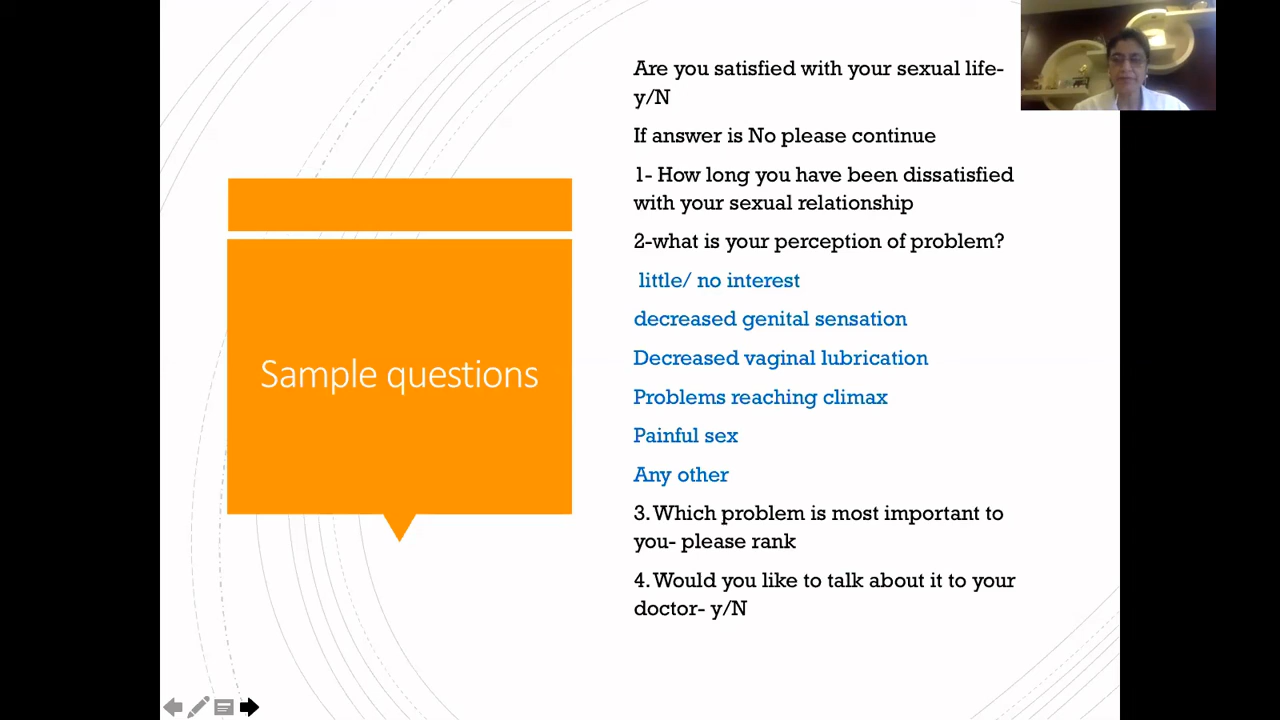 Sample questions
Are you satisfied with your sexual life-
y/N
If answer is No please continue
1- How long you have been dissatisfied
with your sexual relationship
2-what is your perception of problem?
little/ no interest
decreased genital sensation
Decreased vaginal lubrication
Problems reaching climax
Painful sex
Any other
3.Which problem is most important to
you- please rank
4.Would you like to talk about it to your
doctor- y/N